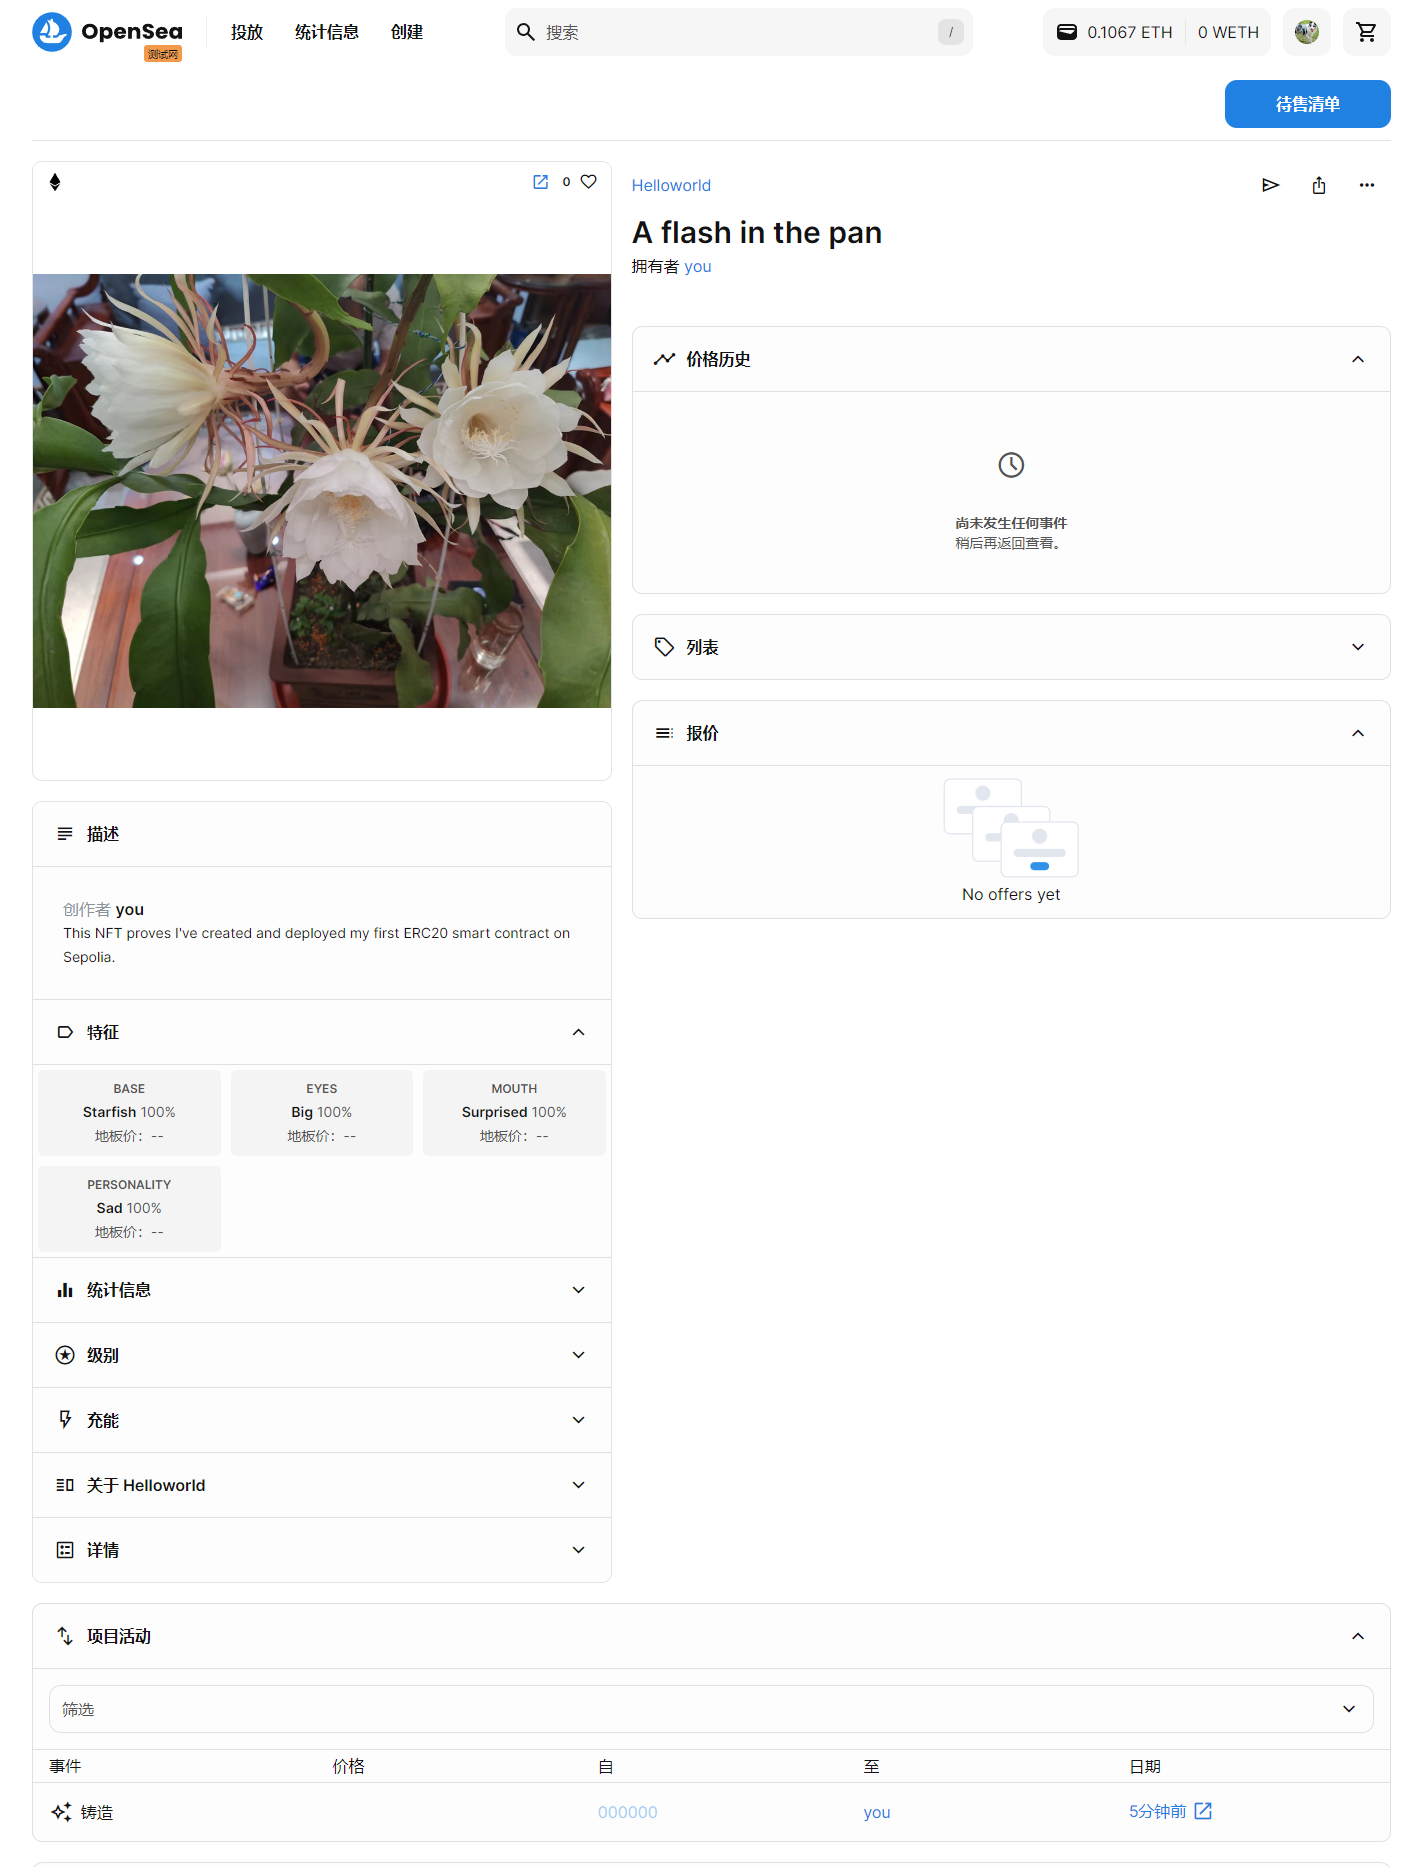 OpenSea
测试网
投放
统计信息
创建
搜索
/
0.1067 ETH
0 WETH
待售清单
0
Helloworld
A flash in the pan
拥有者 you
价格历史
尚未发生任何事件
稍后再返回查看。
列表
报价
No offers yet
描述
创作者 you
This NFT proves I've created and deployed my first ERC20 smart contract on
Sepolia.
特征
BASE
Starfish 100%
地板价：--
EYES
Big 100%
地板价：--
MOUTH
Surprised 100%
地板价：--
PERSONALITY
Sad 100%
地板价：--
统计信息
级别
充能
关于 Helloworld
详情
项目活动
筛选
事件 价格 自 至 日期
铸造 000000 you 5分钟前